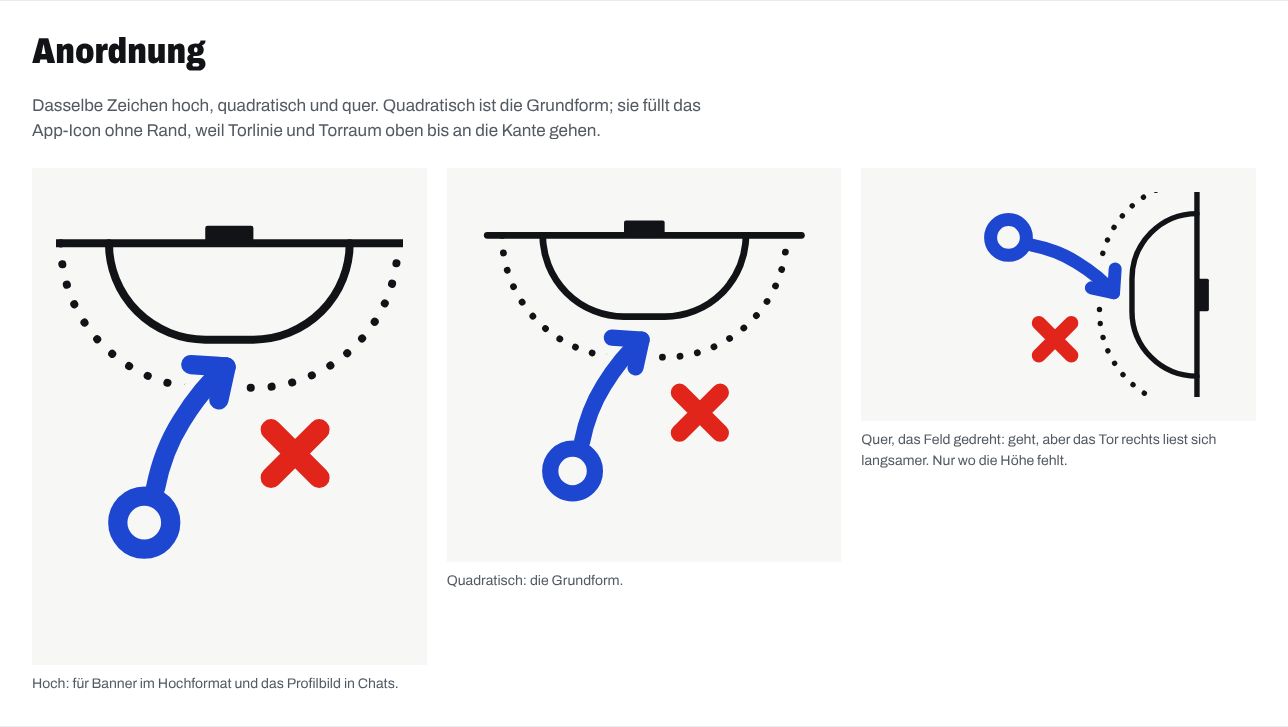 Anordnung
Dasselbe Zeichen hoch, quadratisch und quer. Quadratisch ist die Grundform; sie füllt das
App-Icon ohne Rand, weil Torlinie und Torraum oben bis an die Kante gehen.
Hoch: für Banner im Hochformat und das Profilbild in Chats.
Quadratisch: die Grundform.
Quer, das Feld gedreht: geht, aber das Tor rechts liest sich
langsamer. Nur wo die Höhe fehlt.